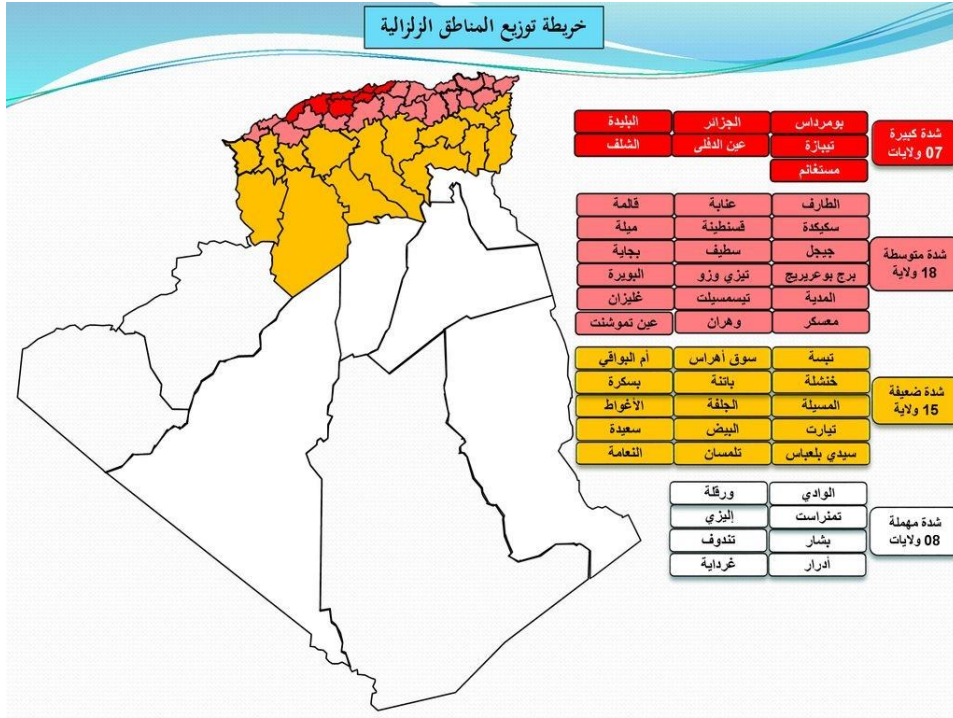 خريطة توزيع المناطق الزلزالية
شدة كبيرة
07 ولايات
بومرداس
الجزائر
البليدة
تيبازة
عين الدفلى
الشلف
مستغانم
شدة متوسطة
18 ولاية
الطارف
عنابة
قالمة
سكيكدة
قسنطينة
ميلة
جيجل
سطيف
بجاية
برج بوعريريج
تيزي وزو
البويرة
المدية
تيسمسيلت
غليزان
معسكر
وهران
عين تموشنت
شدة ضعيفة
15 ولاية
تبسة
سوق أهراس
أم البواقي
خنشلة
باتنة
بسكرة
المسيلة
الجلفة
الأغواط
تيارت
البيض
سعيدة
سيدي بلعباس
تلمسان
النعامة
شدة مهملة
08 ولايات
الوادي
ورقلة
تمنراست
إليزي
بشار
تندوف
أدرار
غرداية